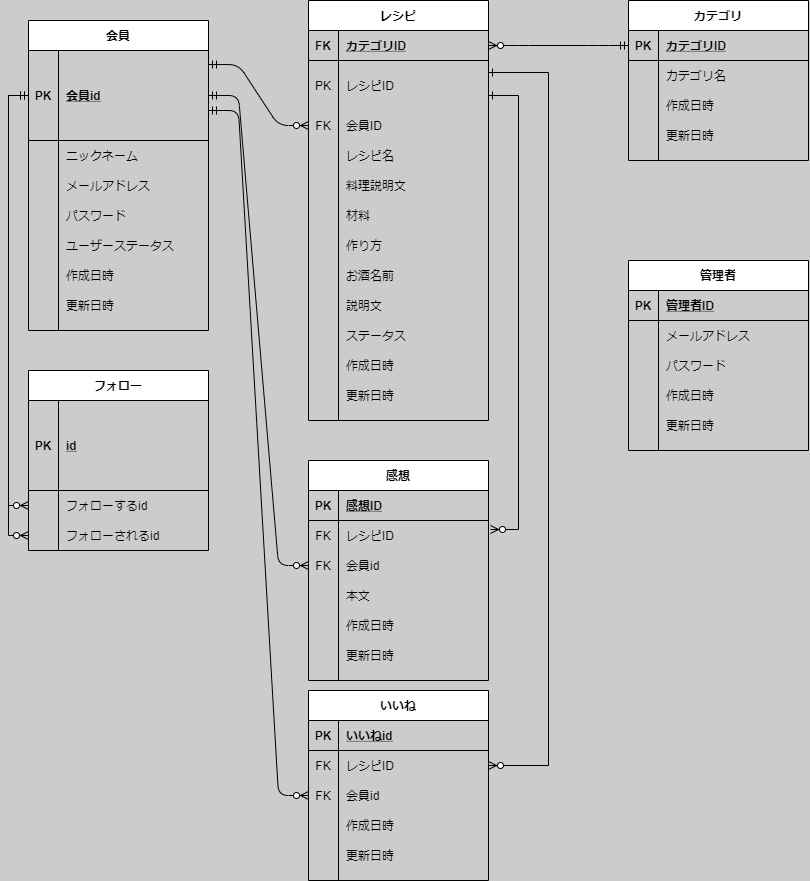 会員
PK 会員id
ニックネーム
メールアドレス
パスワード
ユーザーステータス
作成日時
更新日時
フォロー
PK id
フォローするid
フォローされるid
レシピ
FK カテゴリID
PK レシピID
FK 会員ID
レシピ名
料理説明文
材料
作り方
お酒名前
説明文
ステータス
作成日時
更新日時
感想
PK 感想ID
FK レシピID
FK 会員id
本文
作成日時
更新日時
いいね
PK いいねid
FK レシピID
FK 会員id
作成日時
更新日時
カテゴリ
PK カテゴリID
カテゴリ名
作成日時
更新日時
管理者
PK 管理者ID
メールアドレス
パスワード
作成日時
更新日時